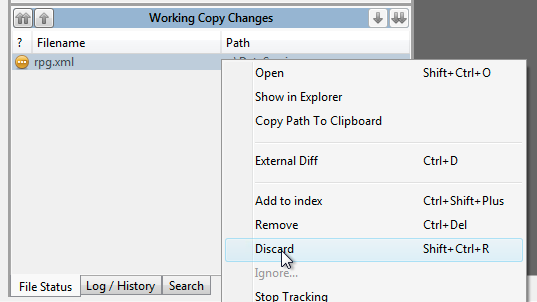 Working Copy Changes
? Filename Path
rpg.xml
Open Shift+Ctrl+O
Show in Explorer
Copy Path To Clipboard
External Diff Ctrl+D
Add to index Ctrl+Shift+Plus
Remove Ctrl+Del
Discard Shift+Ctrl+R
Ignore...
Stop Tracking
File Status Log / History Search